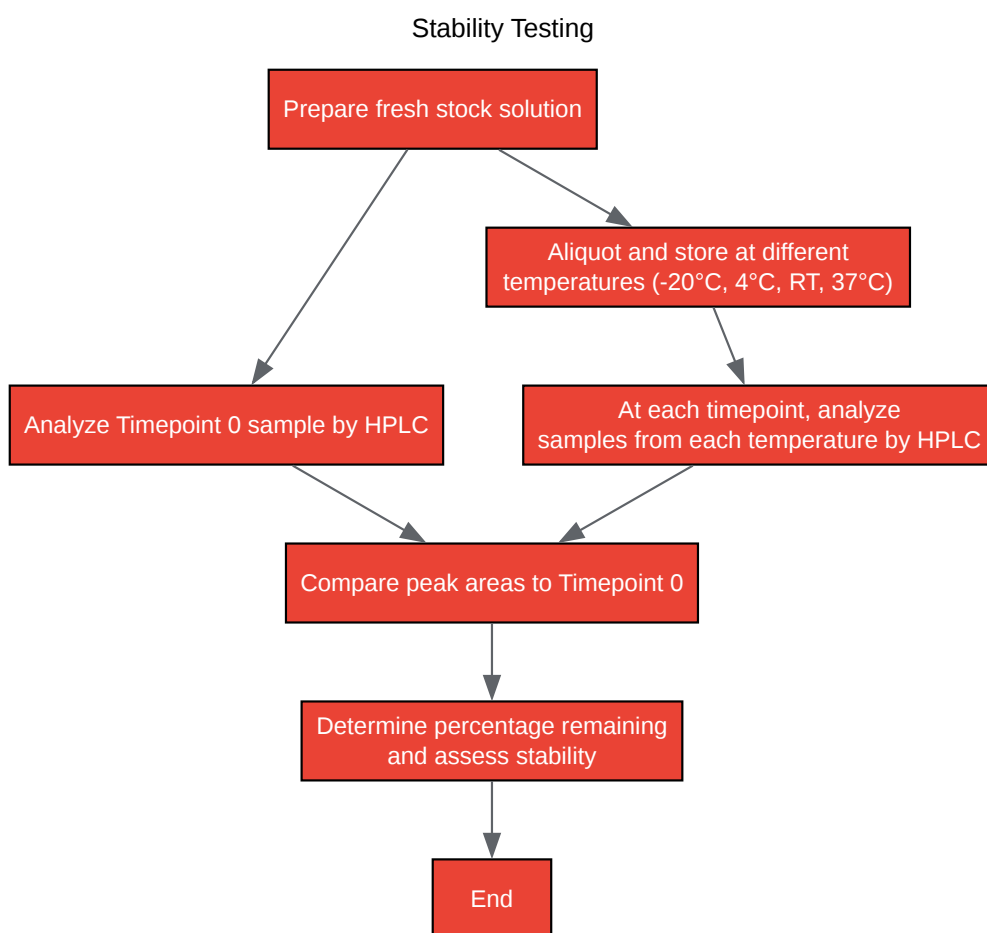 Stability Testing
Prepare fresh stock solution
Aliquot and store at different
temperatures (-20°C, 4°C, RT, 37°C)
Analyze Timepoint 0 sample by HPLC
At each timepoint, analyze
samples from each temperature by HPLC
Compare peak areas to Timepoint 0
Determine percentage remaining
and assess stability
End